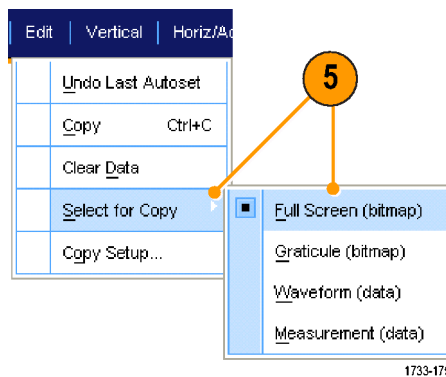 Edit | Vertical | Horiz/Ac
Undo Last Autoset
Copy Ctrl+C
Clear Data
Select for Copy
Copy Setup...
5
Full Screen (bitmap)
Graticule (bitmap)
Waveform (data)
Measurement (data)
1733-179